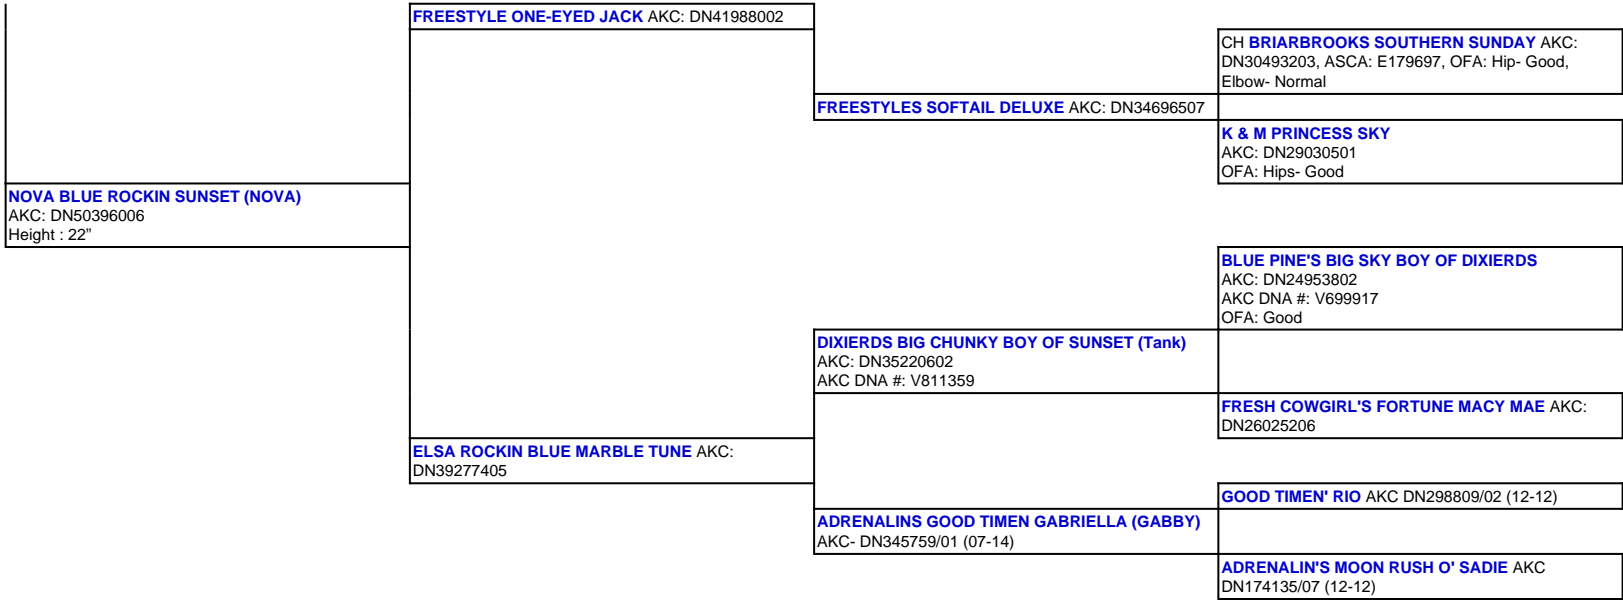 FREESTYLE ONE-EYED JACK AKC: DN41988002
CH BRIARBROOKS SOUTHERN SUNDAY AKC:
DN30493203, ASCA: E179697, OFA: Hip- Good,
Elbow- Normal
FREESTYLES SOFTAIL DELUXE AKC: DN34696507
K & M PRINCESS SKY
AKC: DN29030501
OFA: Hips- Good
NOVA BLUE ROCKIN SUNSET (NOVA)
AKC: DN50396006
Height : 22”
BLUE PINE'S BIG SKY BOY OF DIXIERDS
AKC: DN24953802
AKC DNA #: V699917
OFA: Good
DIXIERDS BIG CHUNKY BOY OF SUNSET (Tank)
AKC: DN35220602
AKC DNA #: V811359
FRESH COWGIRL'S FORTUNE MACY MAE AKC:
DN26025206
ELSA ROCKIN BLUE MARBLE TUNE AKC:
DN39277405
GOOD TIMEN' RIO AKC DN298809/02 (12-12)
ADRENALINS GOOD TIMEN GABRIELLA (GABBY)
AKC- DN345759/01 (07-14)
ADRENALIN'S MOON RUSH O' SADIE AKC
DN174135/07 (12-12)